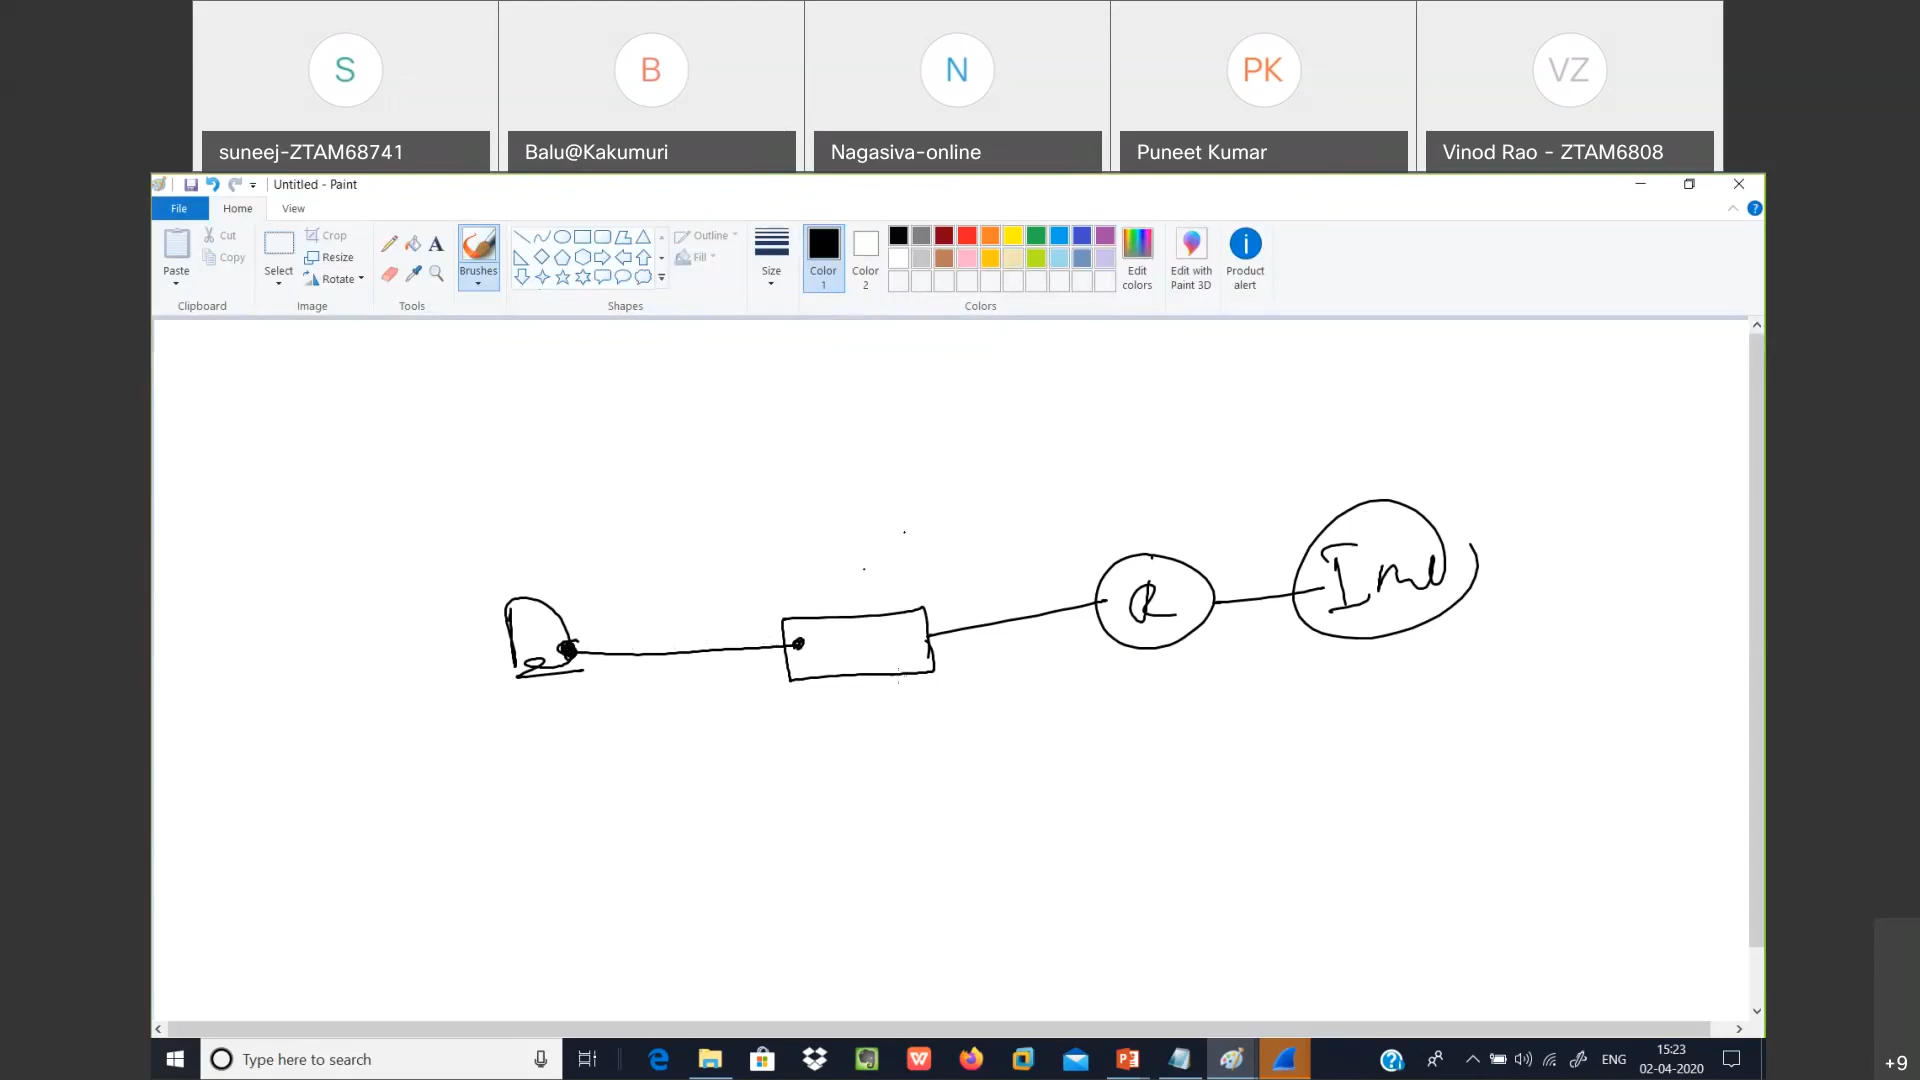 S
B
N
PK
VZ
suneej-ZTAM68741
Balu@Kakumuri
Nagasiva-online
Puneet Kumar
Vinod Rao - ZTAM6808
Untitled - Paint
File
Home
View
Paste
Cut
Copy
Clipboard
Select
Crop
Resize
Rotate
Image
A
Tools
Brushes
Shapes
Outline
Fill
Size
Color
1
Color
2
Colors
Edit
colors
Edit with
Paint 3D
Product
alert
R
Type here to search
ENG
15:23
02-04-2020
+9